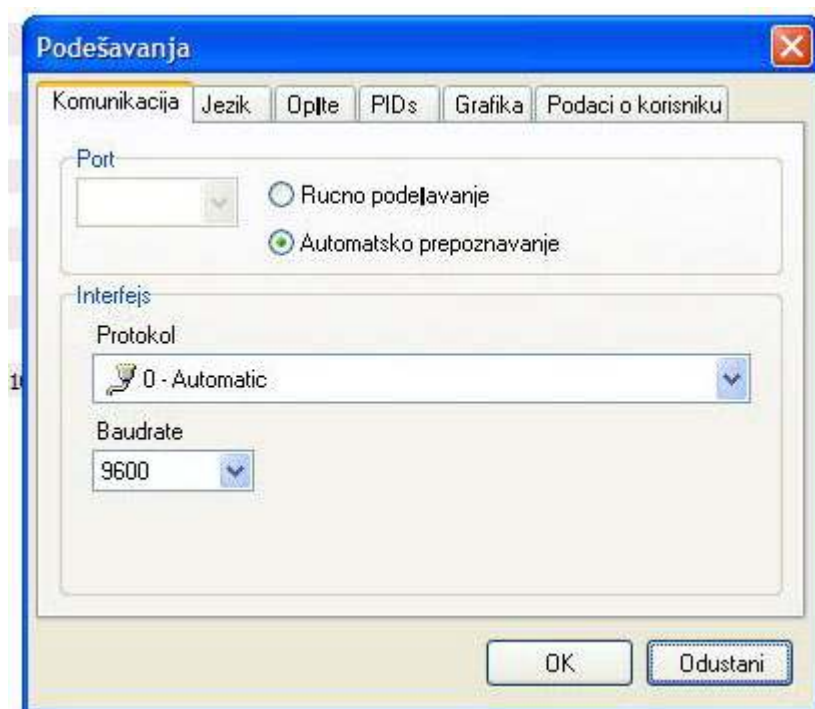 Podešavanja
Komunikacija Jezik Oplte PIDs Grafika Podaci o korisniku
Port
Rucno podelavanje
Automatsko prepoznavanje
Interfejs
Protokol
0 - Automatic
Baudrate
9600
OK Odustani